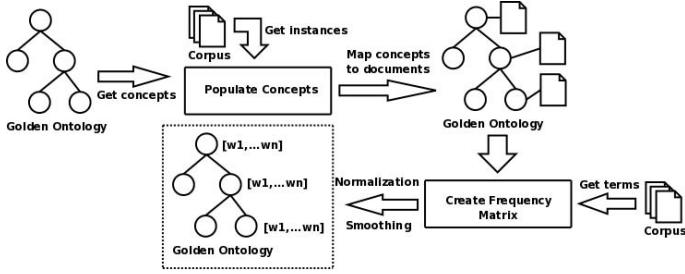 Get instances
Corpus
Map concepts
to documents
Get concepts
Populate Concepts
Golden Ontology
Golden Ontology
[w1,...wn]
[w1,...wn]
[w1,...wn]
Golden Ontology
Normalization
Smoothing
Create Frequency
Matrix
Get terms
Corpus